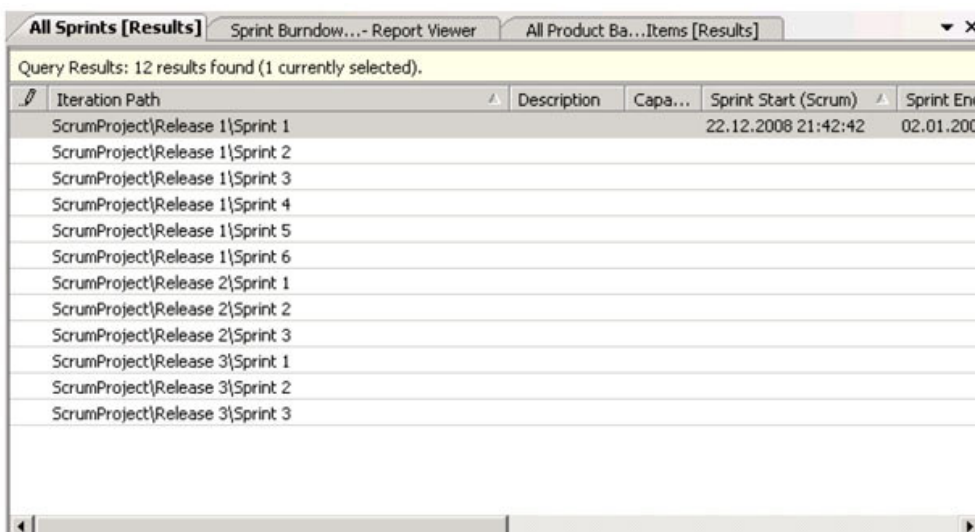 All Sprints [Results] Sprint Burndow...- Report Viewer All Product Ba...Items [Results]
Query Results: 12 results found (1 currently selected).
Iteration Path Description Capa... Sprint Start (Scrum) Sprint En
ScrumProject\Release 1\Sprint 1 22.12.2008 21:42:42 02.01.200
ScrumProject\Release 1\Sprint 2
ScrumProject\Release 1\Sprint 3
ScrumProject\Release 1\Sprint 4
ScrumProject\Release 1\Sprint 5
ScrumProject\Release 1\Sprint 6
ScrumProject\Release 2\Sprint 1
ScrumProject\Release 2\Sprint 2
ScrumProject\Release 2\Sprint 3
ScrumProject\Release 3\Sprint 1
ScrumProject\Release 3\Sprint 2
ScrumProject\Release 3\Sprint 3